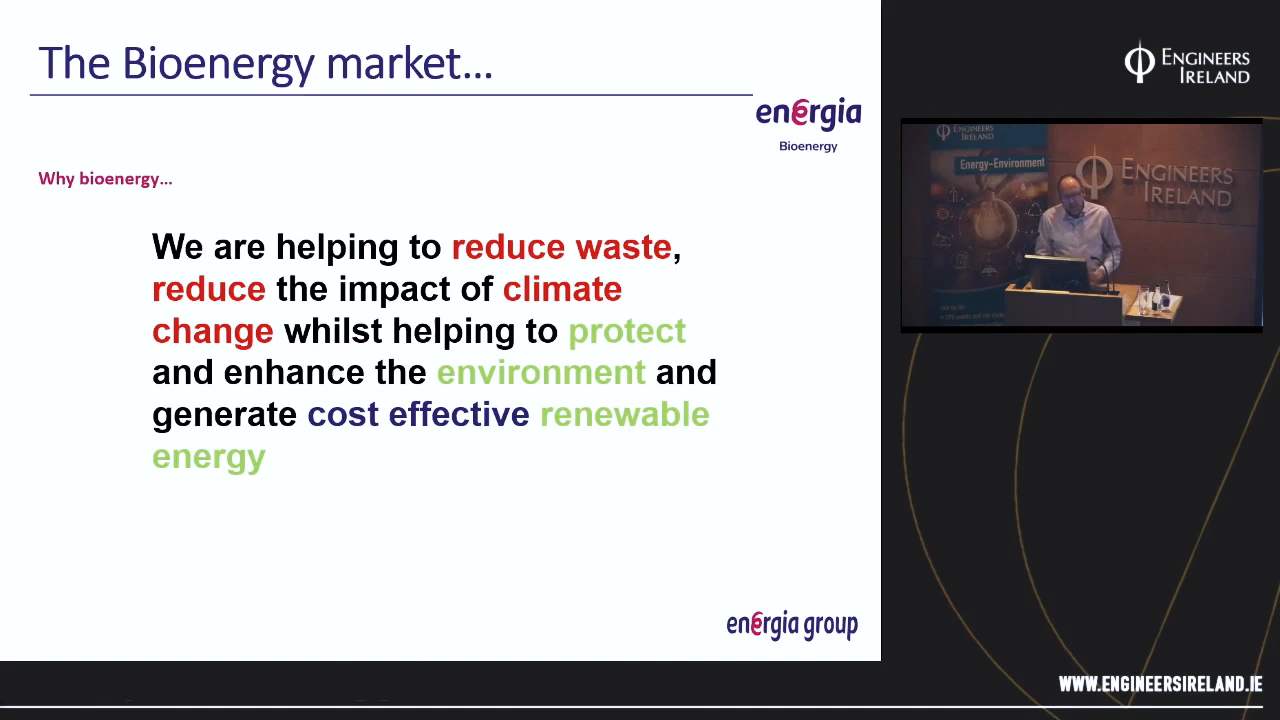 The Bioenergy market...
energia
Bioenergy
Why bioenergy...
We are helping to reduce waste,
reduce the impact of climate
change whilst helping to protect
and enhance the environment and
generate cost effective renewable
energy
energia group
ENGINEERS
IRELAND
ENGINEERS
IRELAND
Energy-Environment
ENGINEERS
IRELAND
WWW.ENGINEERSIRELAND.IE